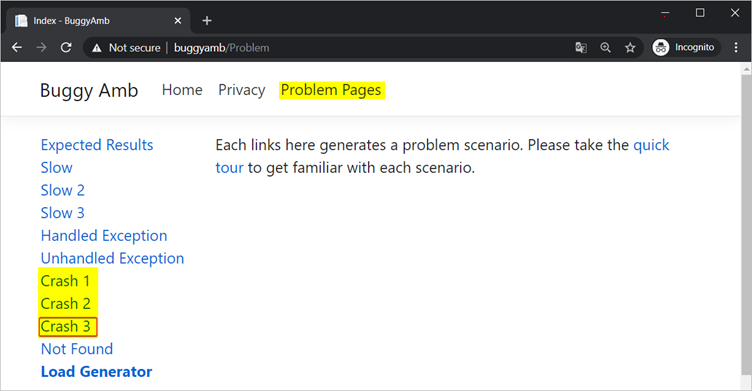 Index - BuggyAmb
Not secure | buggyamb/Problem
Incognito
Buggy Amb Home Privacy Problem Pages
Expected Results
Slow
Slow 2
Slow 3
Handled Exception
Unhandled Exception
Crash 1
Crash 2
Crash 3
Not Found
Load Generator
Each links here generates a problem scenario. Please take the quick
tour to get familiar with each scenario.